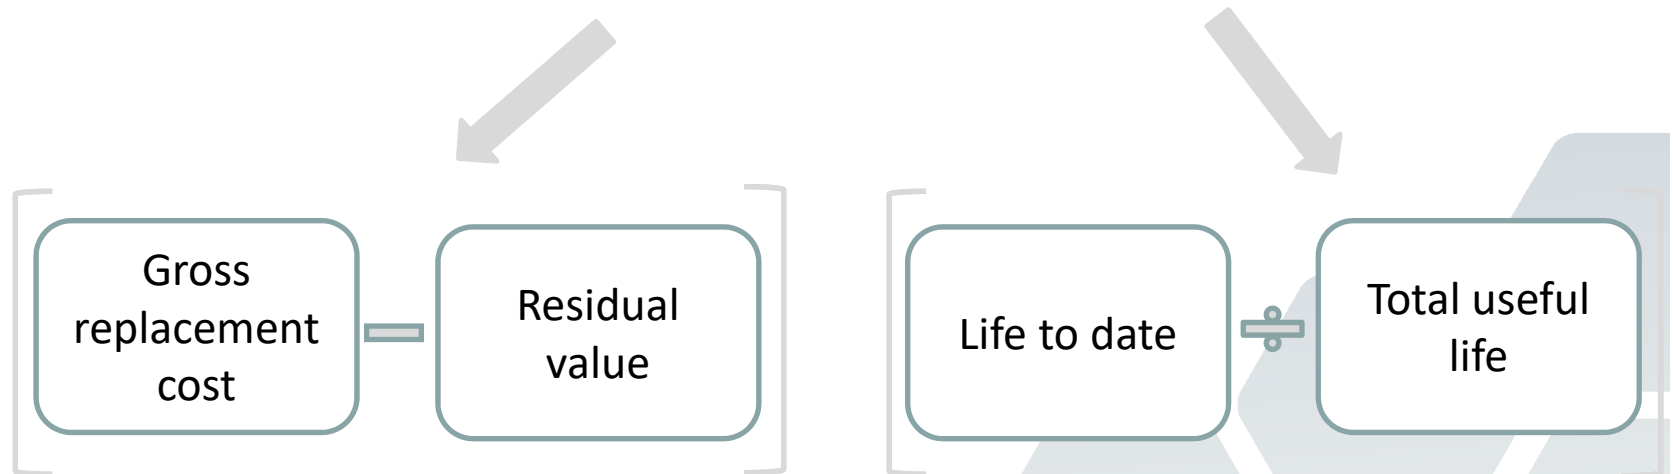 Gross
replacement
cost
Residual
value
Life to date
Total useful
life